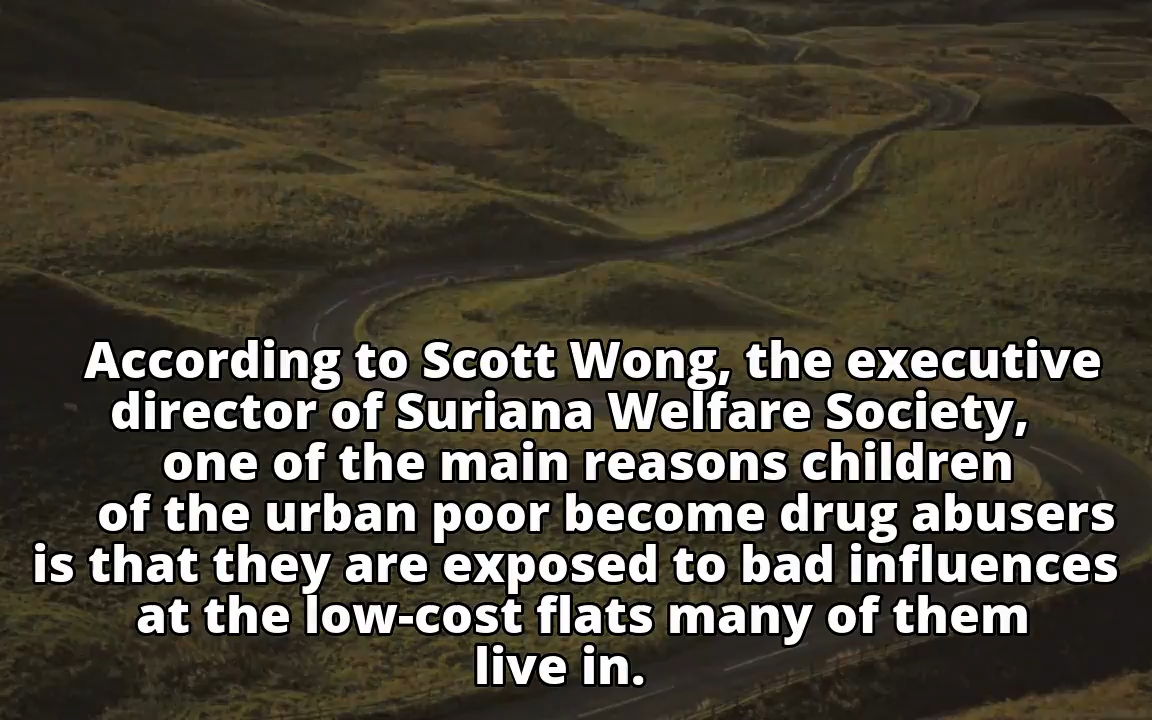 According to Scott Wong, the executive
director of Suriana Welfare Society,
one of the main reasons children
of the urban poor become drug abusers
is that they are exposed to bad influences
at the low-cost flats many of them
live in.